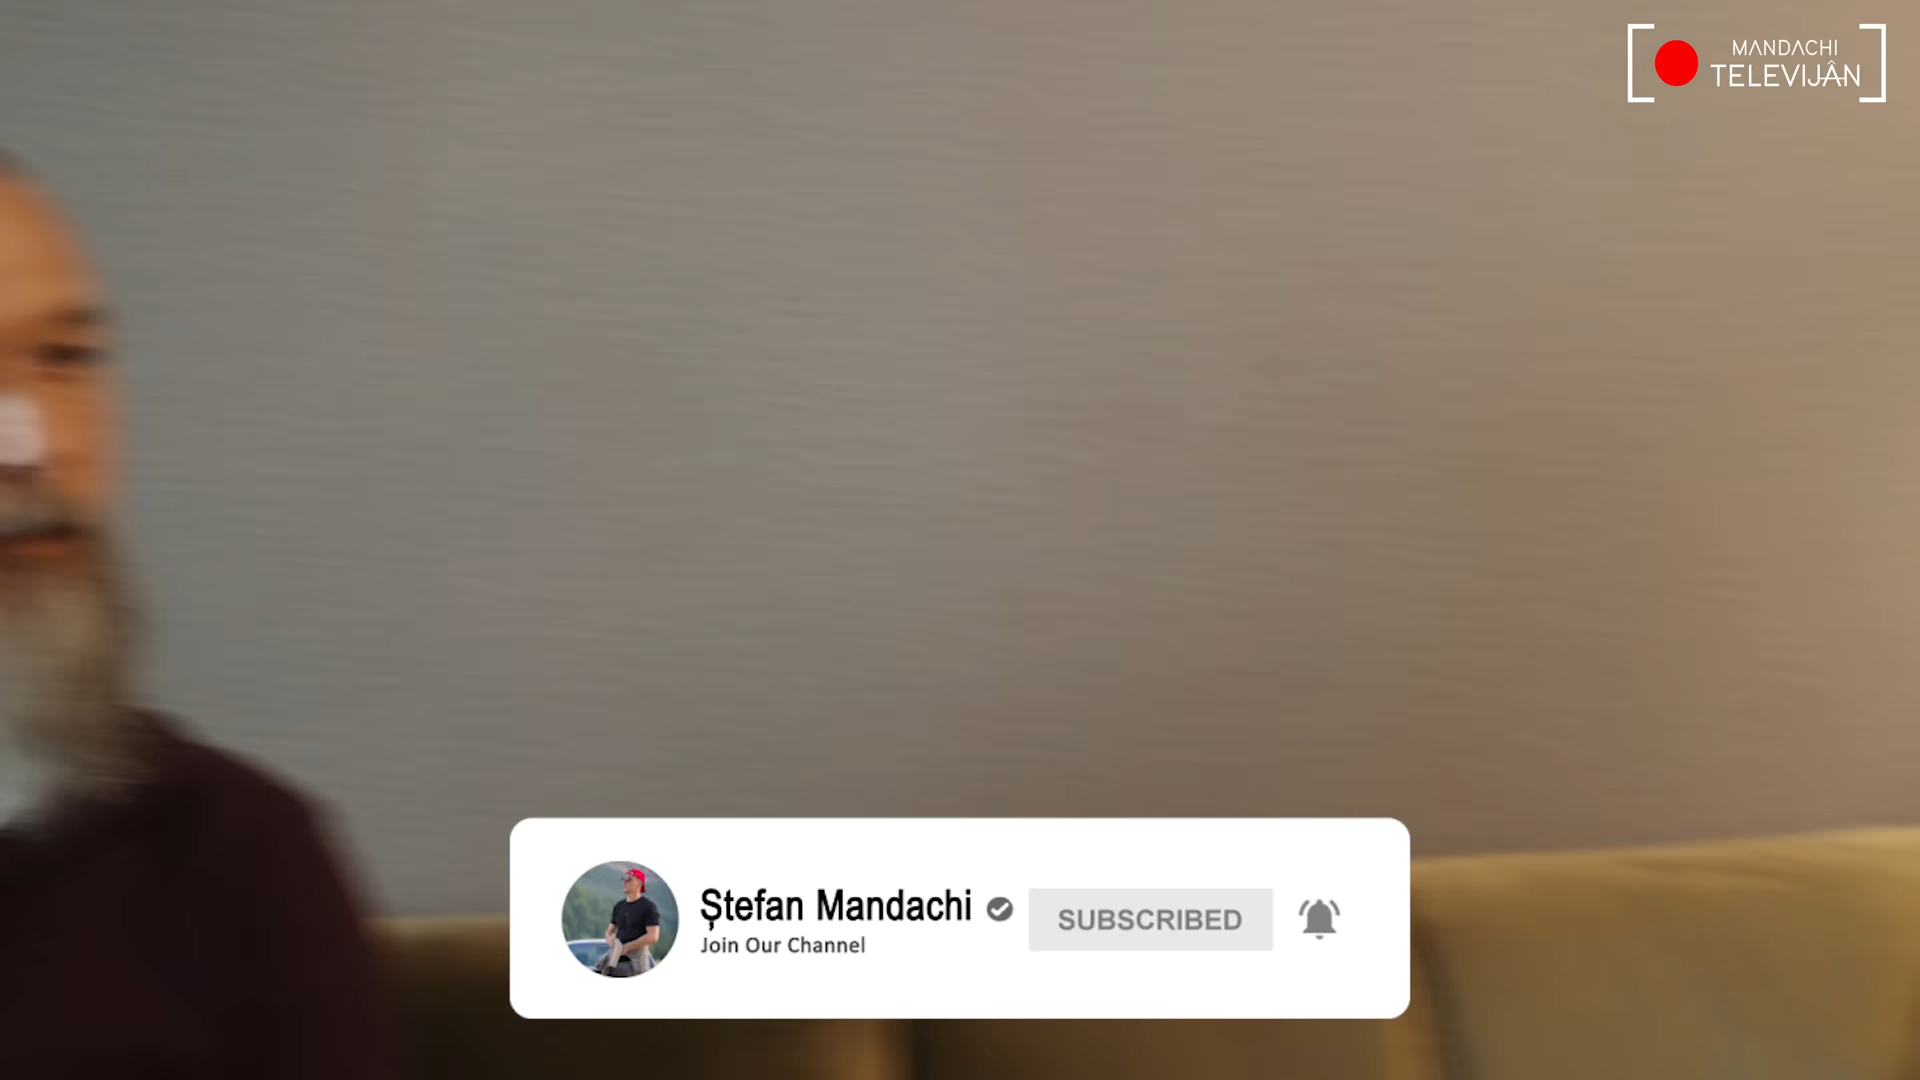 MANDACHI
TELEVIJÂN
Ștefan Mandachi
Join Our Channel
SUBSCRIBED